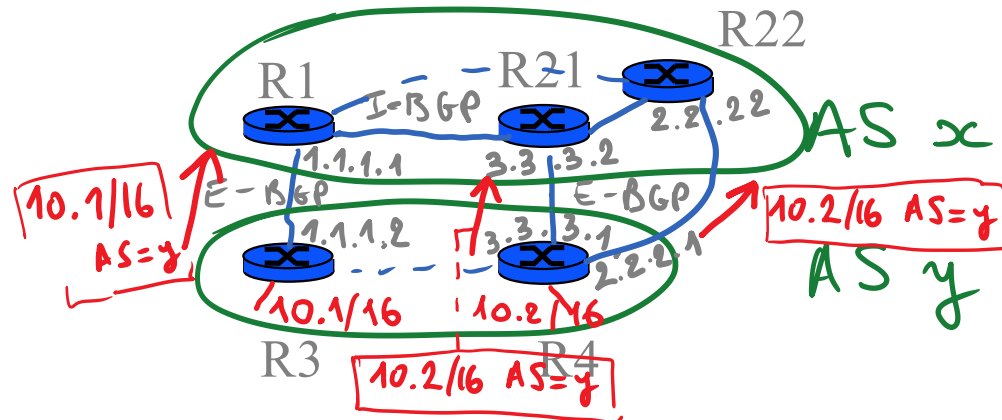 R22
R1
R21
I-BGP
2.2.2.22
AS x
1.1.1.1
3.3.3.2
10.1/16
AS=y
E-BGP
E-BGP
10.2/16 AS=y
1.1.1.2
3.3.3.1
2.2.2.1
AS y
10.1/16
10.2/16
R3
R4
10.2/16 AS=y